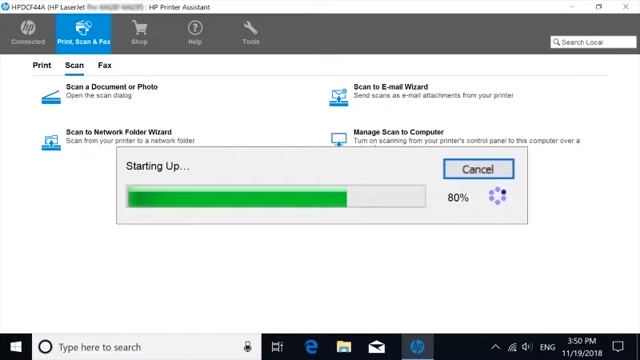 HPDCF44A (HP LaserJet Pro M428F-M429F) : HP Printer Assistant
Connected
Print, Scan & Fax
Shop
Help
Tools
Search Local
Print
Scan
Fax
Scan a Document or Photo
Open the scan dialog
Scan to E-mail Wizard
Send scans as e-mail attachments from your printer
Scan to Network Folder Wizard
Scan from your printer to a network folder
Manage Scan to Computer
Turn on scanning from your printer's control panel to this computer over a
Starting Up...
Cancel
80%
Type here to search
ENG
3:50 PM
11/19/2018